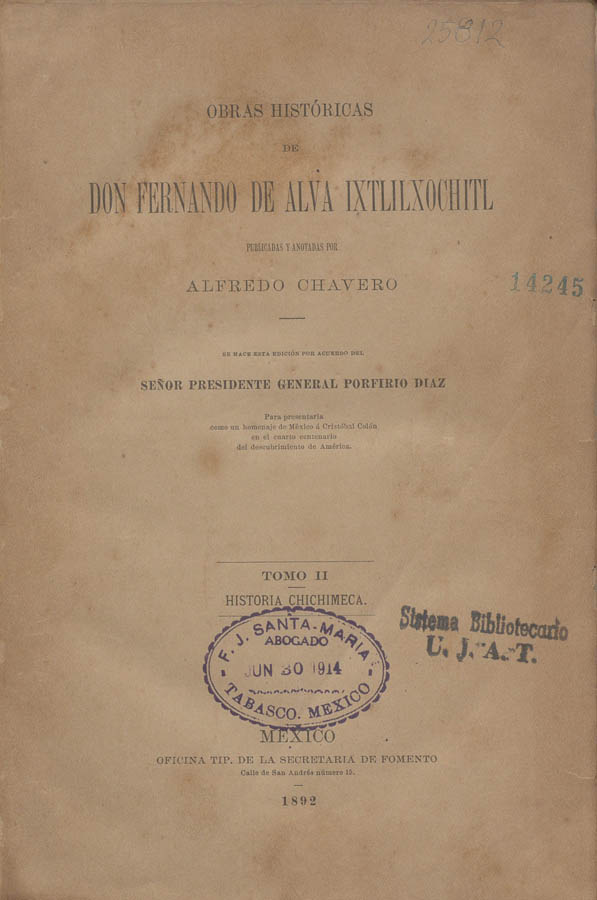 25812
OBRAS HISTÓRICAS
DE
DON FERNANDO DE ALVA IXTLILXOCHITL
PUBLICADAS Y ANOTADAS POR
ALFREDO CHAVERO
14245
SE HACE ESTA EDICIÓN POR ACUERDO DEL
SEÑOR PRESIDENTE GENERAL PORFIRIO DIAZ
Para presentarla
como un homenaje de México á Cristóbal Colón
en el cuarto centenario
del descubrimiento de América.
TOMO II
HISTORIA CHICHIMECA.
F. J. SANTA-MARIA
ABOGADO
JUN 30 1914
TABASCO. MEXICO
Sistema Bibliotecario
U. J. A. T.
MÉXICO
OFICINA TIP. DE LA SECRETARIA DE FOMENTO
Calle de San Andrés número 15.
1892